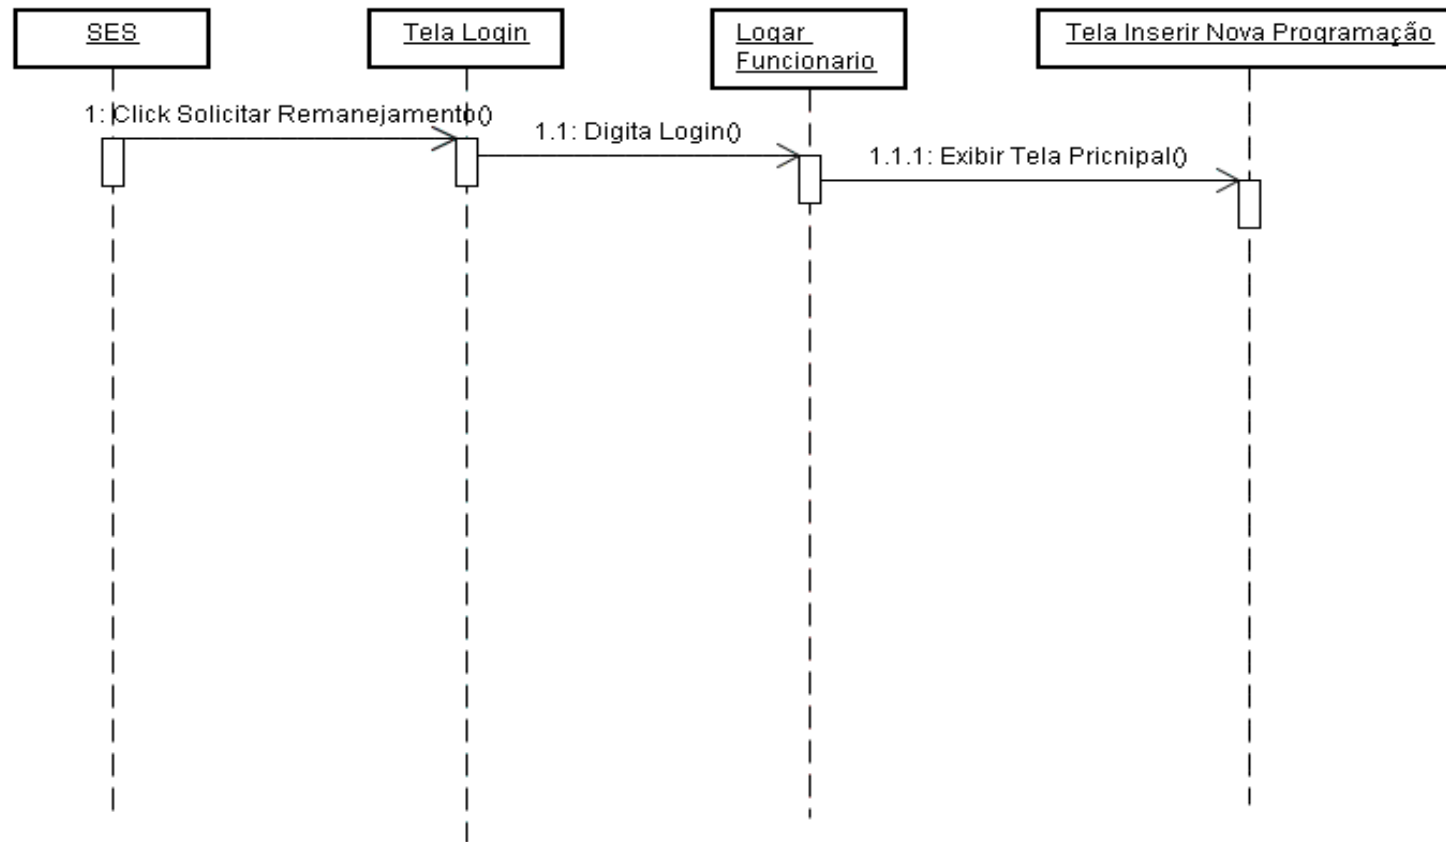 SES
Tela Login
Logar
Funcionario
Tela Inserir Nova Programação
1: Click Solicitar Remanejamento()
1.1: Digita Login()
1.1.1: Exibir Tela Pricnipal()